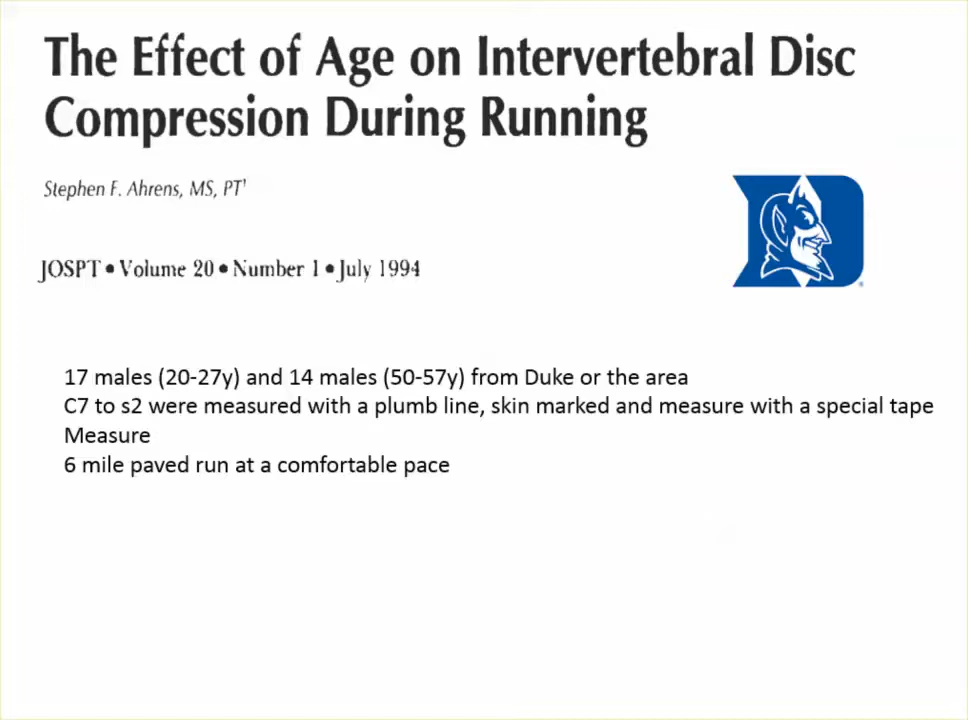 The Effect of Age on Intervertebral Disc
Compression During Running
Stephen F. Ahrens, MS, PT¹
JOSPT • Volume 20 • Number 1 • July 1994
17 males (20-27y) and 14 males (50-57y) from Duke or the area
C7 to s2 were measured with a plumb line, skin marked and measure with a special tape
Measure
6 mile paved run at a comfortable pace